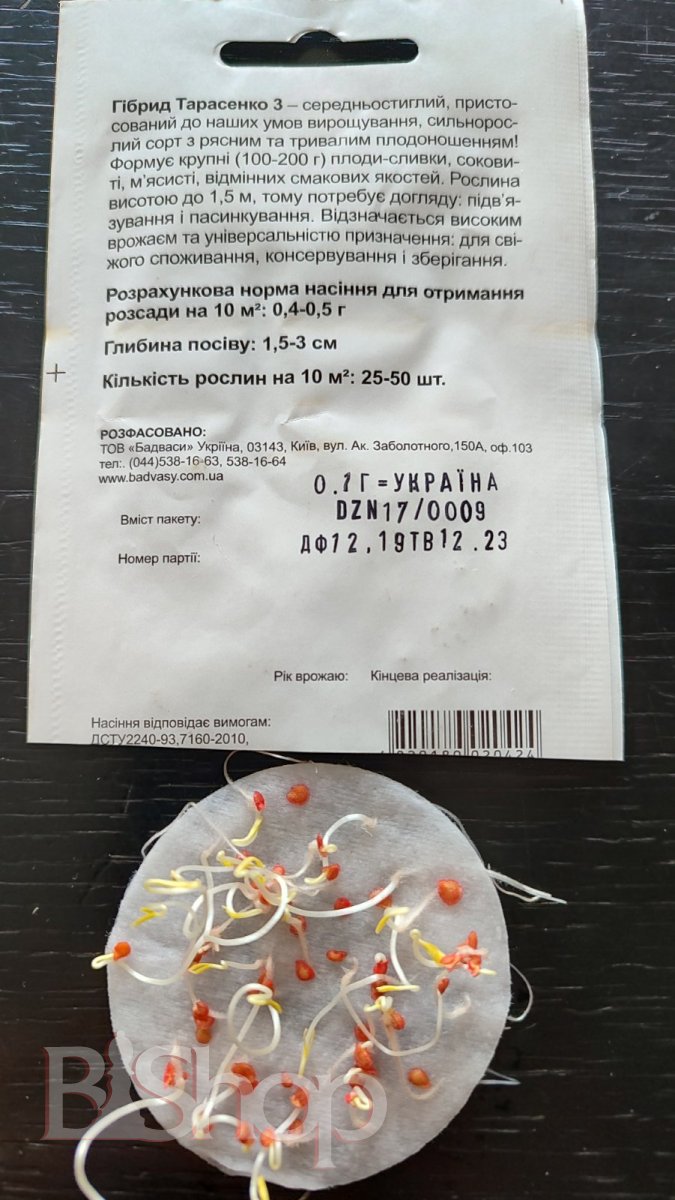 Гібрид Тарасенко 3 – середньостиглий, присто-
сований до наших умов вирощування, сильнорос-
лий сорт з рясним та тривалим плодоношенням!
Формує крупні (100-200 г) плоди-сливки, сокови-
ті, м'ясисті, відмінних смакових якостей. Рослина
висотою до 1,5 м, тому потребує догляду: підв'я-
зування і пасинкування. Відзначається високим
врожаєм та універсальністю призначення: для сві-
жого споживання, консервування і зберігання.
Розрахункова норма насіння для отримання
розсади на 10 м²: 0,4-0,5 г
Глибина посіву: 1,5-3 см
Кількість рослин на 10 м²: 25-50 шт.
РОЗФАСОВАНО:
ТОВ «Бадваси» Укріїна, 03143, Київ, вул. Ак. Заболотного,150А, оф.103
тел:. (044)538-16-63, 538-16-64
www.badvasy.com.ua
0.1Г=УКРАЇНА
Вміст пакету:
DZN17/0009
Номер партії:
ДФ12,19ТВ12.23
Рік врожаю: Кінцева реалізація:
Насіння відповідає вимогам:
ДСТУ2240-93,7160-2010,
BiShop